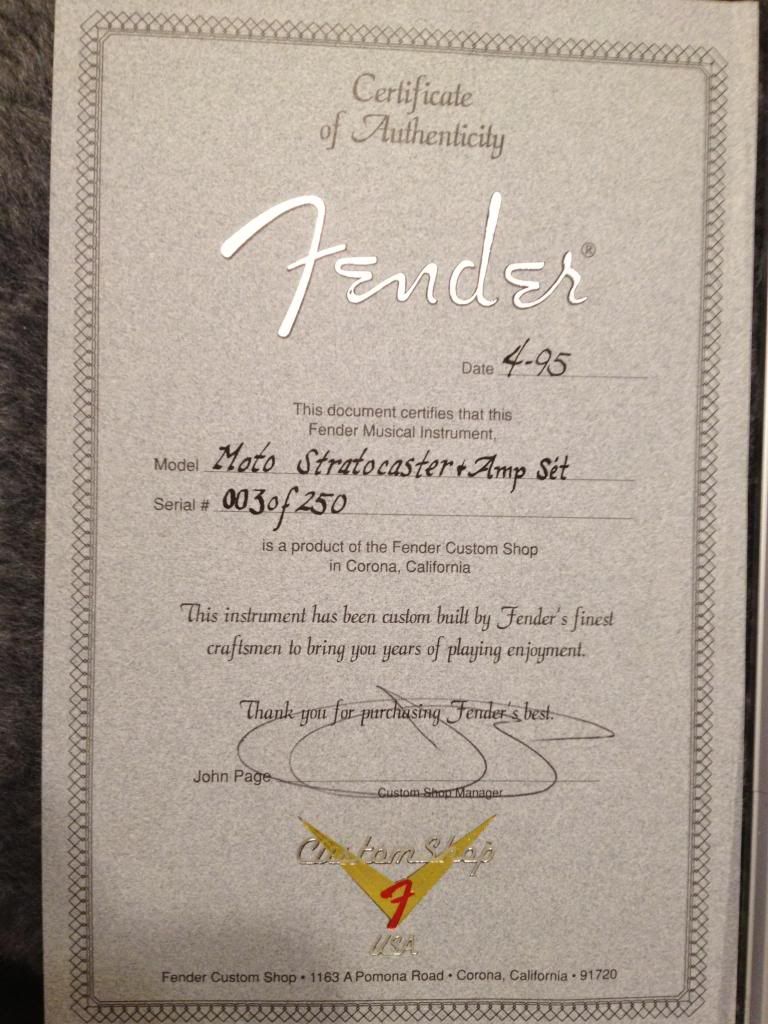 Certificate
of Authenticity
Fender®
Date 4-95
This document certifies that this
Fender Musical Instrument,
Model Moto Stratocaster + Amp Set
Serial # 003 of 250
is a product of the Fender Custom Shop
in Corona, California
This instrument has been custom built by Fender's finest
craftsmen to bring you years of playing enjoyment.
Thank you for purchasing Fender's best.
John Page
Custom Shop Manager
Custom Shop
F
USA
Fender Custom Shop • 1163 A Pomona Road • Corona, California • 91720